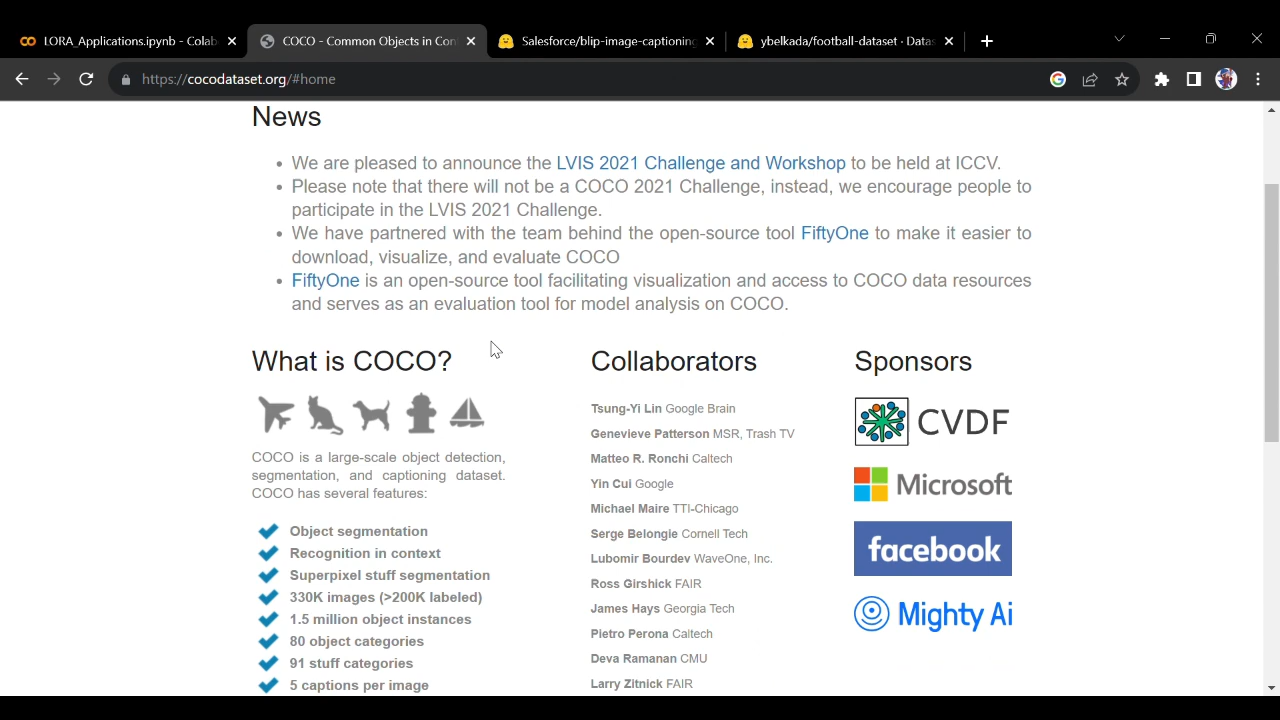 LORA_Applications.ipynb - Colab
COCO - Common Objects in Con
Salesforce/blip-image-captioning
ybelkada/football-dataset · Datas
https://cocodataset.org/#home
News
We are pleased to announce the LVIS 2021 Challenge and Workshop to be held at ICCV.
Please note that there will not be a COCO 2021 Challenge, instead, we encourage people to
participate in the LVIS 2021 Challenge.
We have partnered with the team behind the open-source tool FiftyOne to make it easier to
download, visualize, and evaluate COCO
FiftyOne is an open-source tool facilitating visualization and access to COCO data resources
and serves as an evaluation tool for model analysis on COCO.
What is COCO?
COCO is a large-scale object detection,
segmentation, and captioning dataset.
COCO has several features:
Object segmentation
Recognition in context
Superpixel stuff segmentation
330K images (>200K labeled)
1.5 million object instances
80 object categories
91 stuff categories
5 captions per image
Collaborators
Tsung-Yi Lin Google Brain
Genevieve Patterson MSR, Trash TV
Matteo R. Ronchi Caltech
Yin Cui Google
Michael Maire TTI-Chicago
Serge Belongie Cornell Tech
Lubomir Bourdev WaveOne, Inc.
Ross Girshick FAIR
James Hays Georgia Tech
Pietro Perona Caltech
Deva Ramanan CMU
Larry Zitnick FAIR
Sponsors
CVDF
Microsoft
facebook
Mighty Ai